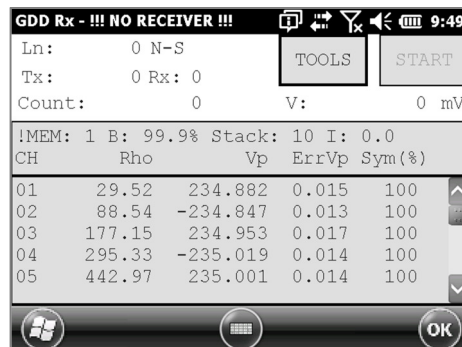 GDD Rx - !!! NO RECEIVER !!! 9:49
Ln: 0 N-S
TOOLS START
Tx: 0 Rx: 0
Count: 0 V: 0 mV
!MEM: 1 B: 99.9% Stack: 10 I: 0.0
CH Rho Vp ErrVp Sym(%)
01 29.52 234.882 0.015 100
02 88.54 -234.847 0.013 100
03 177.15 234.953 0.017 100
04 295.33 -235.019 0.014 100
05 442.97 235.001 0.014 100
OK